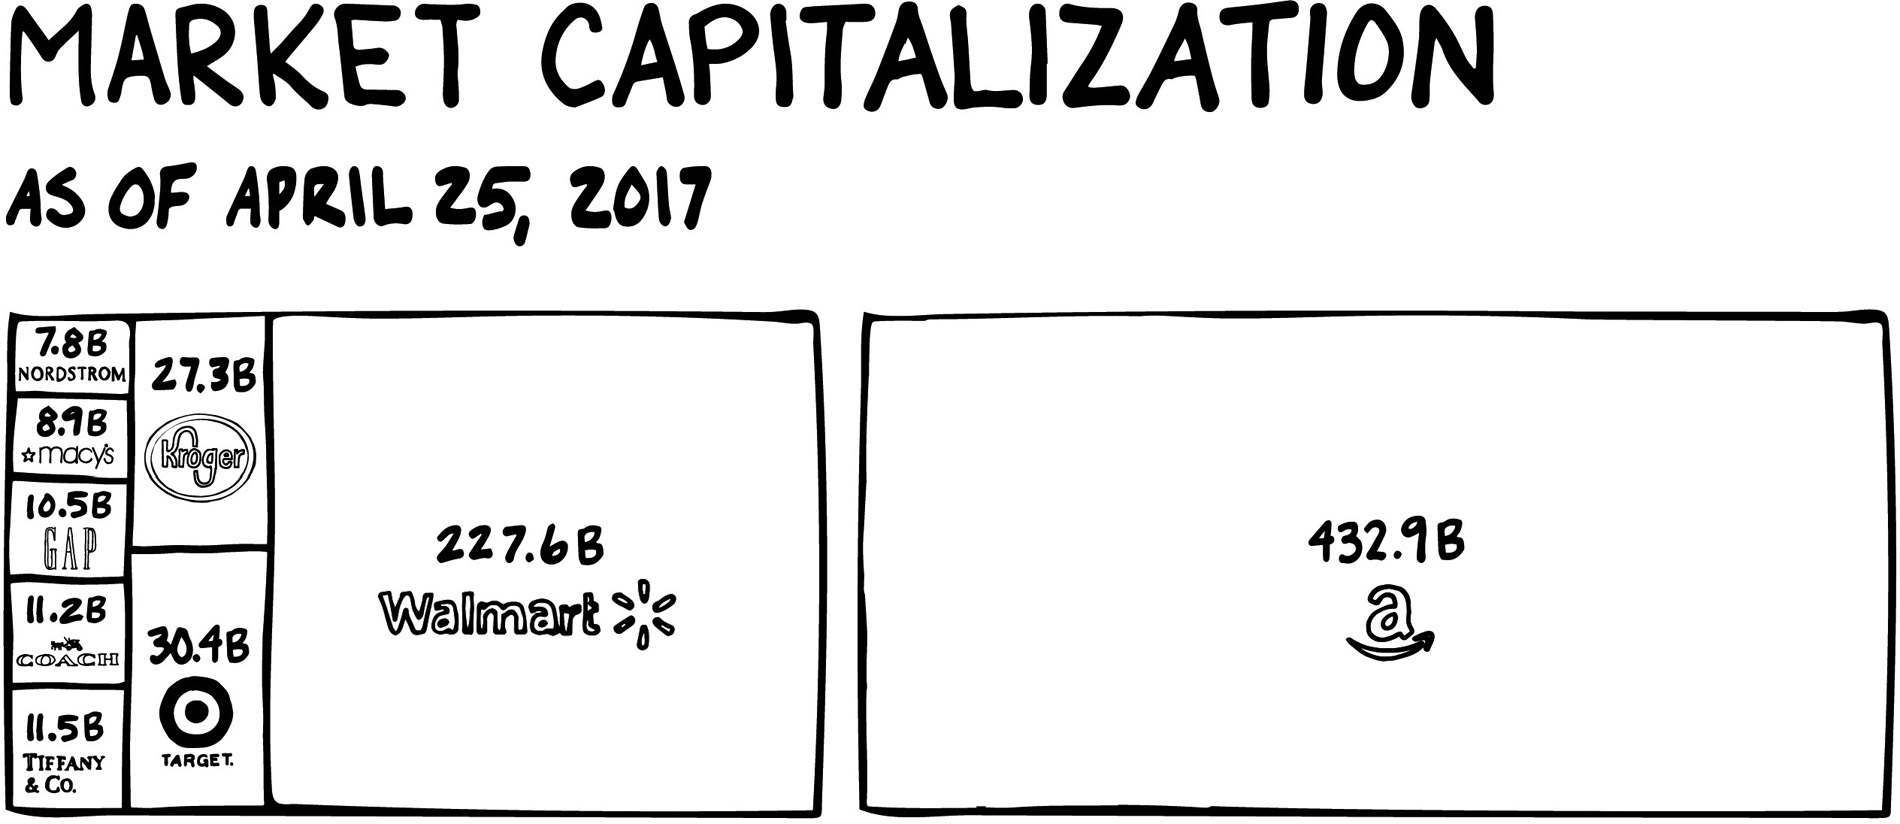 MARKET CAPITALIZATION
AS OF APRIL 25, 2017
7.8B
NORDSTROM
8.9B
macy's
10.5B
GAP
11.2B
COACH
11.5B
TIFFANY
& CO.
27.3B
Kroger
30.4B
TARGET.
227.6B
Walmart
432.9B
a